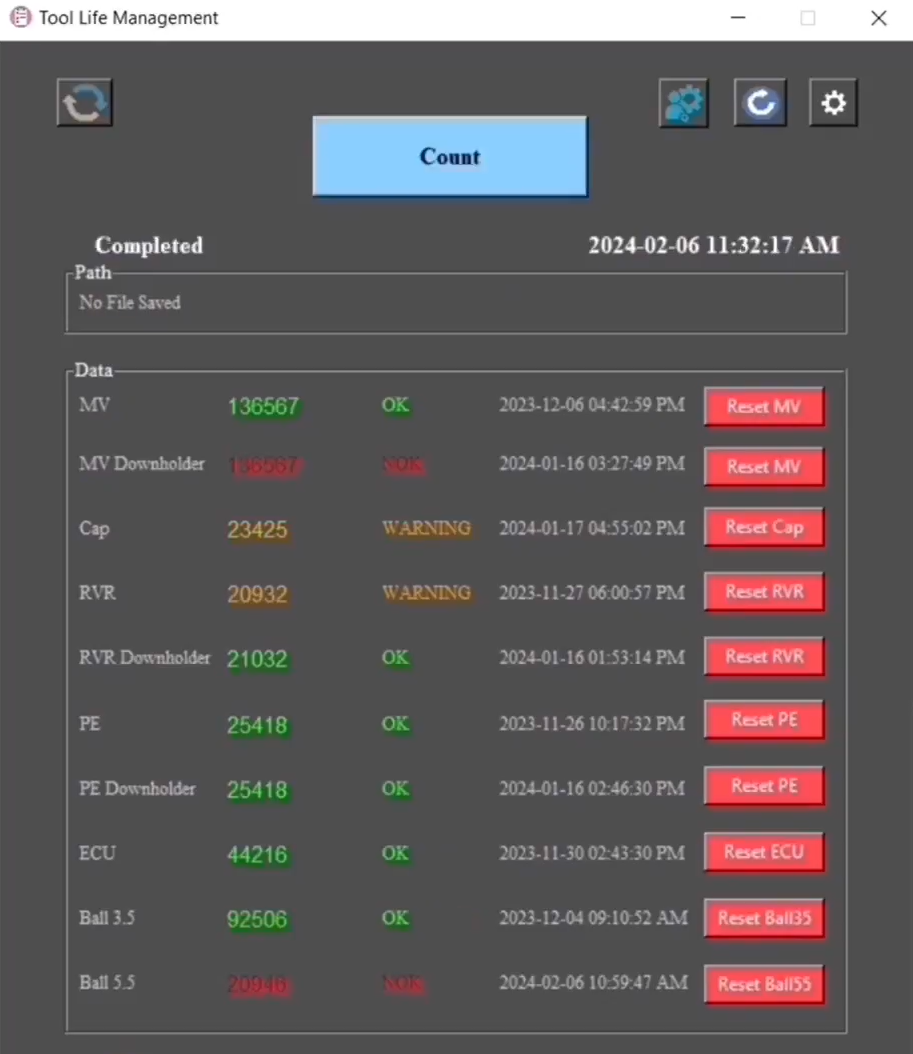 Tool Life Management
Count
Completed 2024-02-06 11:32:17 AM
Path
No File Saved
Data
MV 136567 OK 2023-12-06 04:42:59 PM Reset MV
MV Downholder 136567 NOK 2024-01-16 03:27:49 PM Reset MV
Cap 23425 WARNING 2024-01-17 04:55:02 PM Reset Cap
RVR 20932 WARNING 2023-11-27 06:00:57 PM Reset RVR
RVR Downholder 21032 OK 2024-01-16 01:53:14 PM Reset RVR
PE 25418 OK 2023-11-26 10:17:32 PM Reset PE
PE Downholder 25418 OK 2024-01-16 02:46:30 PM Reset PE
ECU 44216 OK 2023-11-30 02:43:30 PM Reset ECU
Ball 3.5 92506 OK 2023-12-04 09:10:52 AM Reset Ball35
Ball 5.5 20946 NOK 2024-02-06 10:59:47 AM Reset Ball55